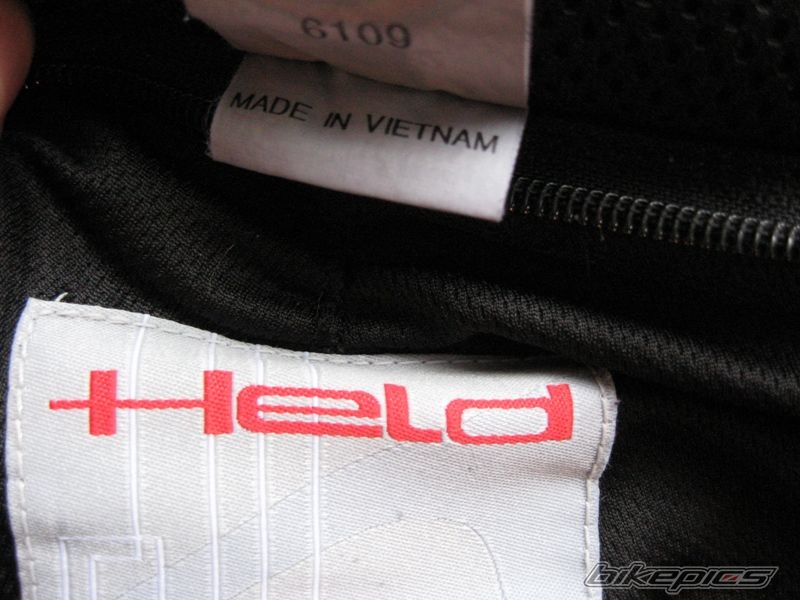 6109
MADE IN VIETNAM
Held
bikepics